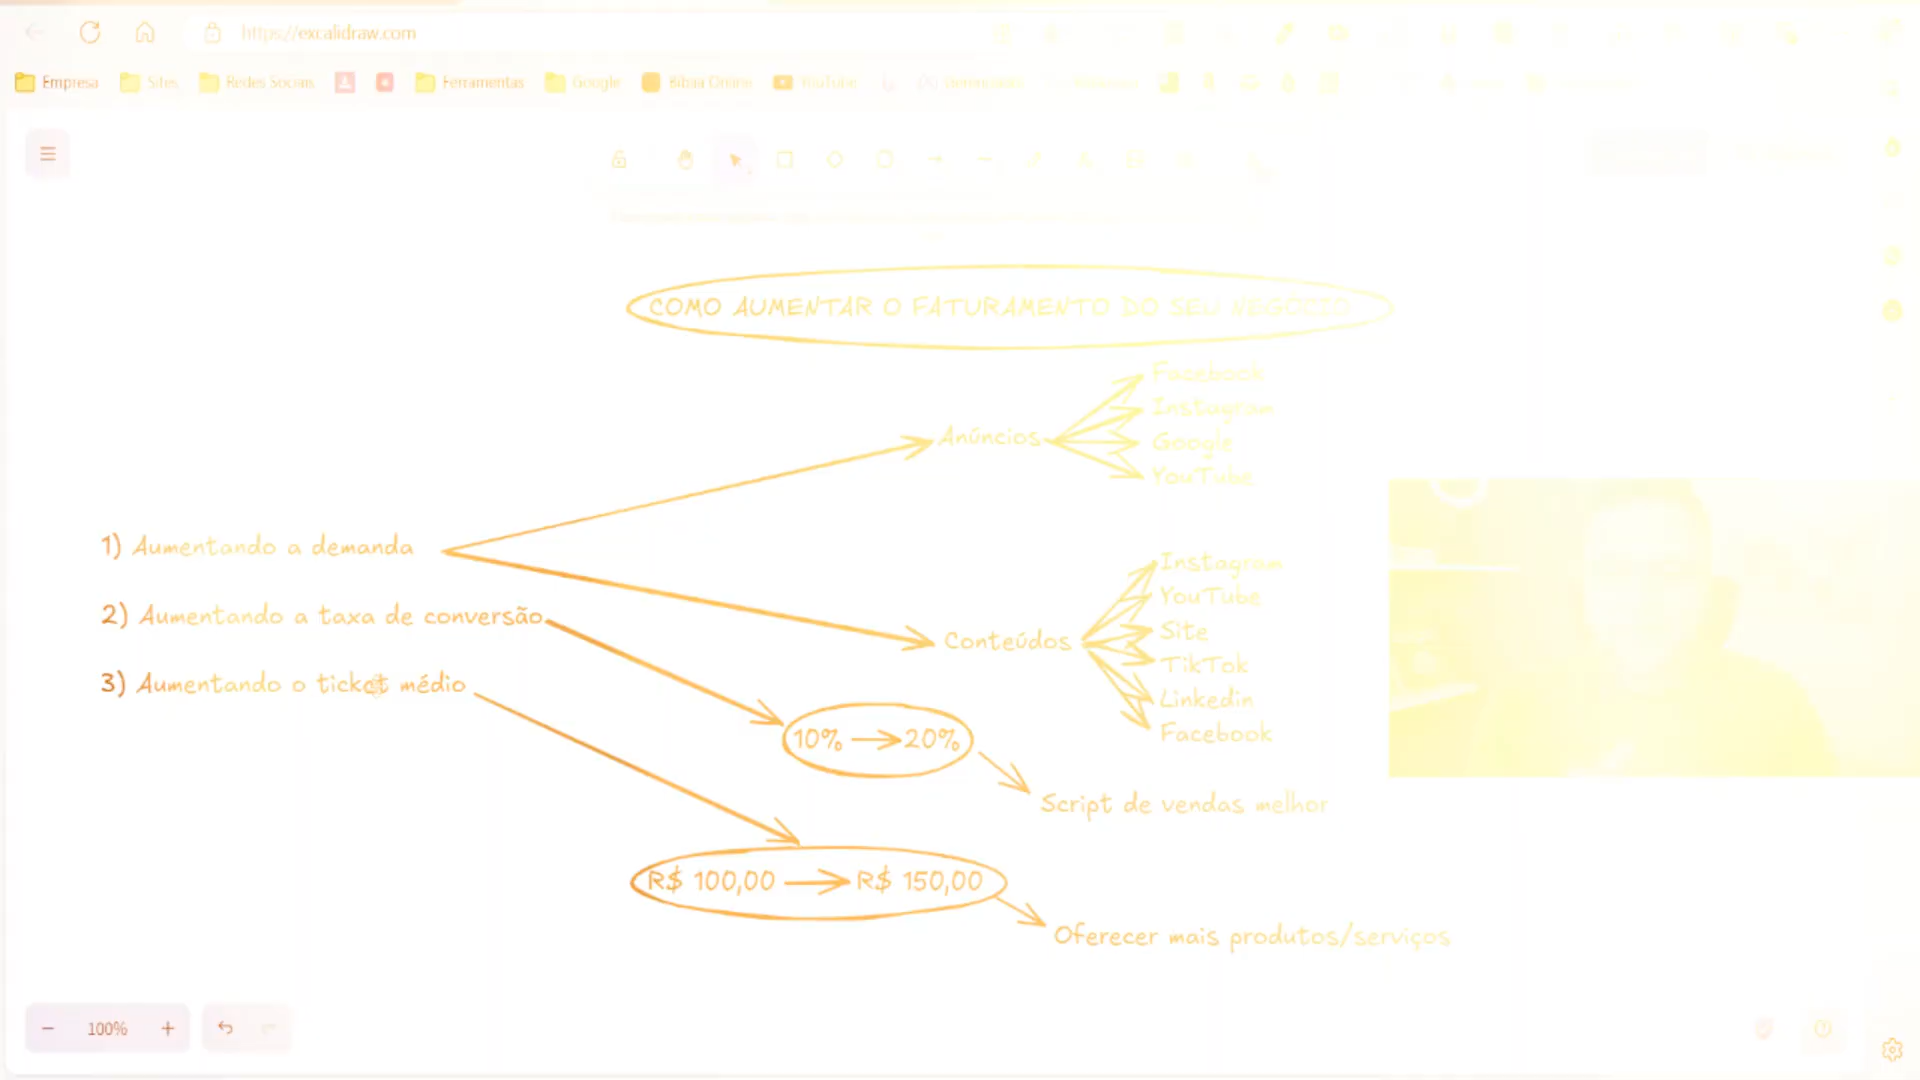 https://excalidraw.com
Empresa Sites Redes Sociais Ferramentas Google Bíblia Online YouTube
COMO AUMENTAR O FATURAMENTO DO SEU NEGÓCIO
Facebook
Instagram
Anúncios
Google
YouTube
1) Aumentando a demanda
Instagram
YouTube
2) Aumentando a taxa de conversão
Site
Conteúdos
TikTok
3) Aumentando o ticket médio
Linkedin
Facebook
10% 20%
Script de vendas melhor
R$ 100,00 R$ 150,00
Oferecer mais produtos/serviços
100%